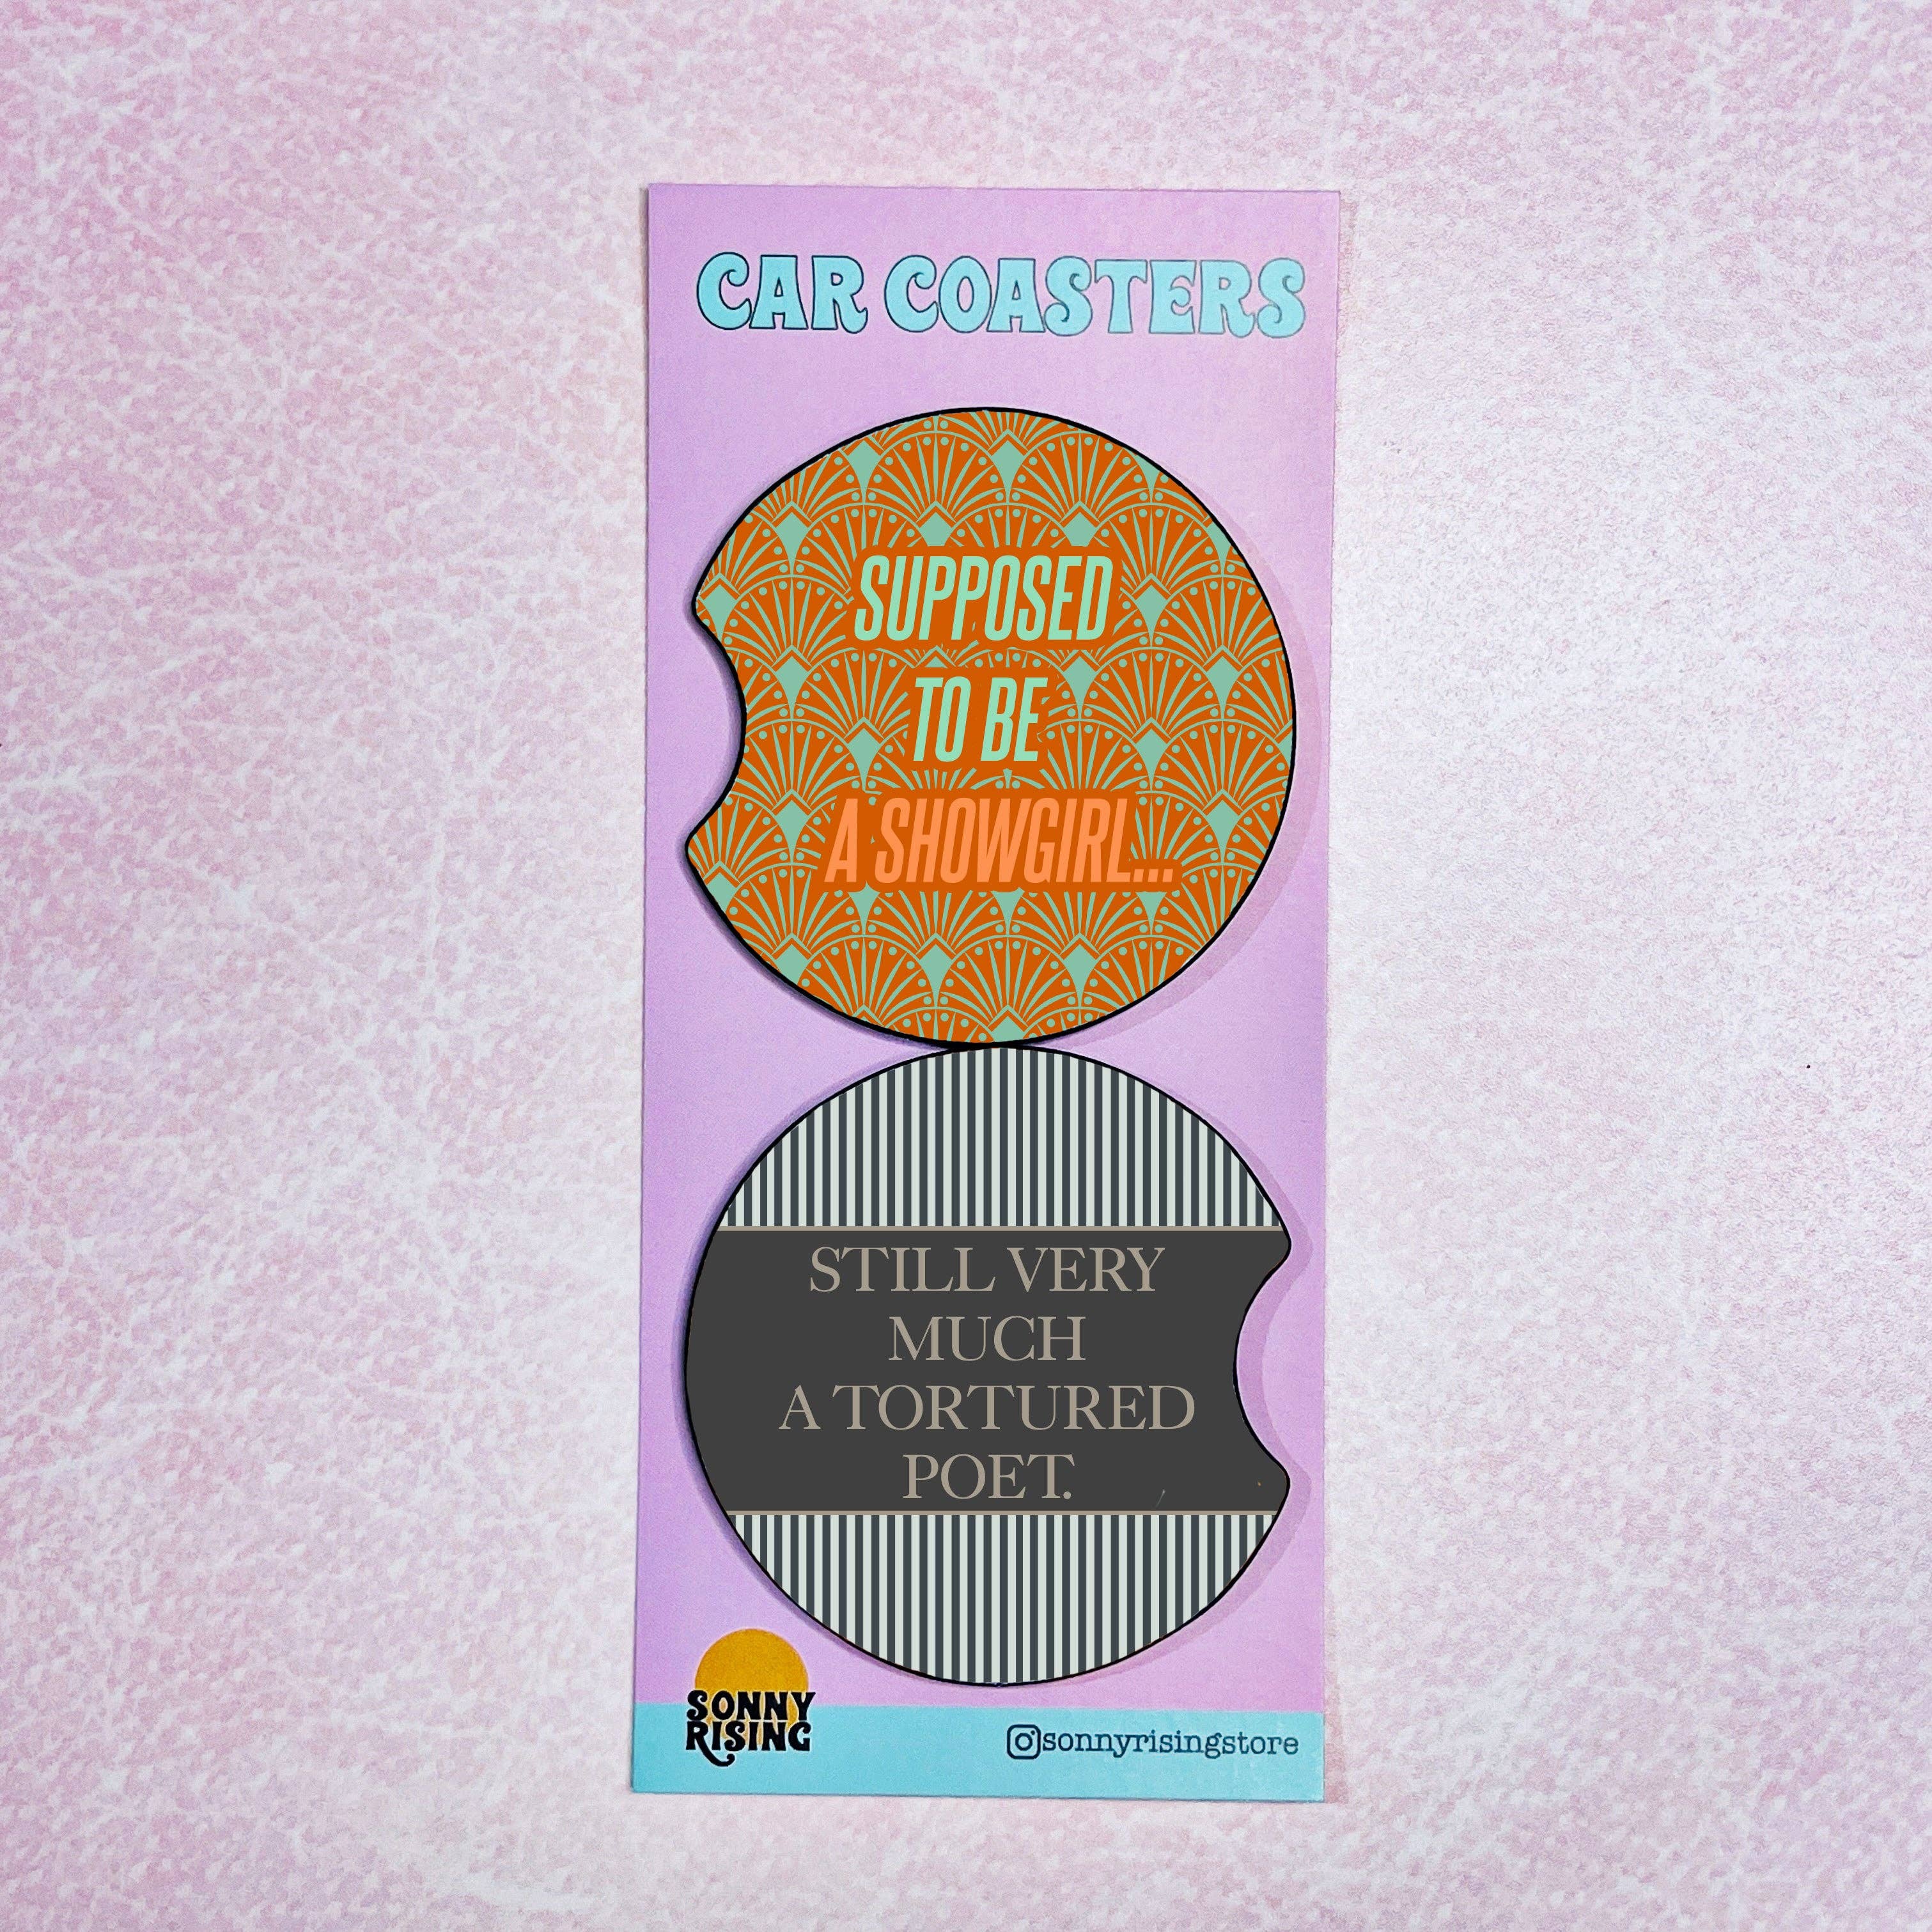 CAR COASTERS
SUPPOSED
TO BE
A SHOWGIRL...
STILL VERY
MUCH
A TORTURED
POET.
SONNY
RISING
sonnyrisingstore